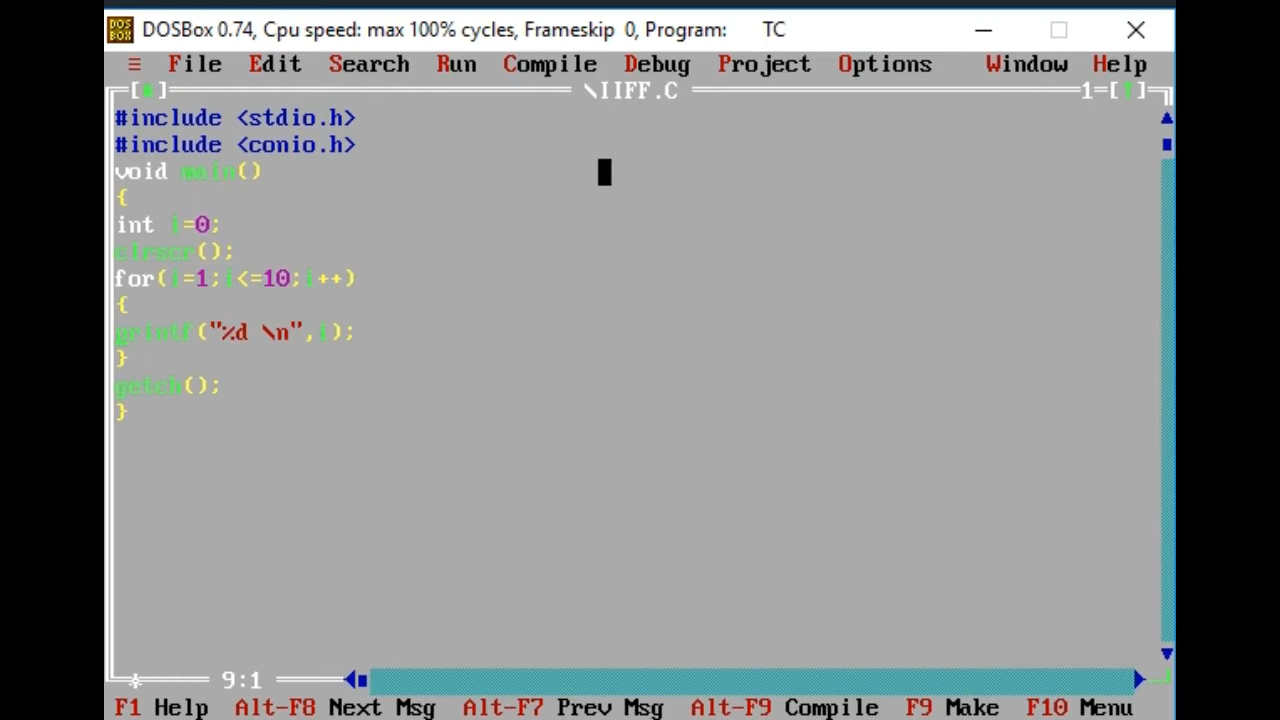 DOSBox 0.74, Cpu speed: max 100% cycles, Frameskip 0, Program: TC
≡ File Edit Search Run Compile Debug Project Options Window Help
[■] \IIFF.C 1=[↑]
#include <stdio.h>
#include <conio.h>
void main()
{
int i=0;
clrscr();
for(i=1;i<=10;i++)
{
printf("%d \n",i);
}
getch();
}
9:1
F1 Help Alt-F8 Next Msg Alt-F7 Prev Msg Alt-F9 Compile F9 Make F10 Menu